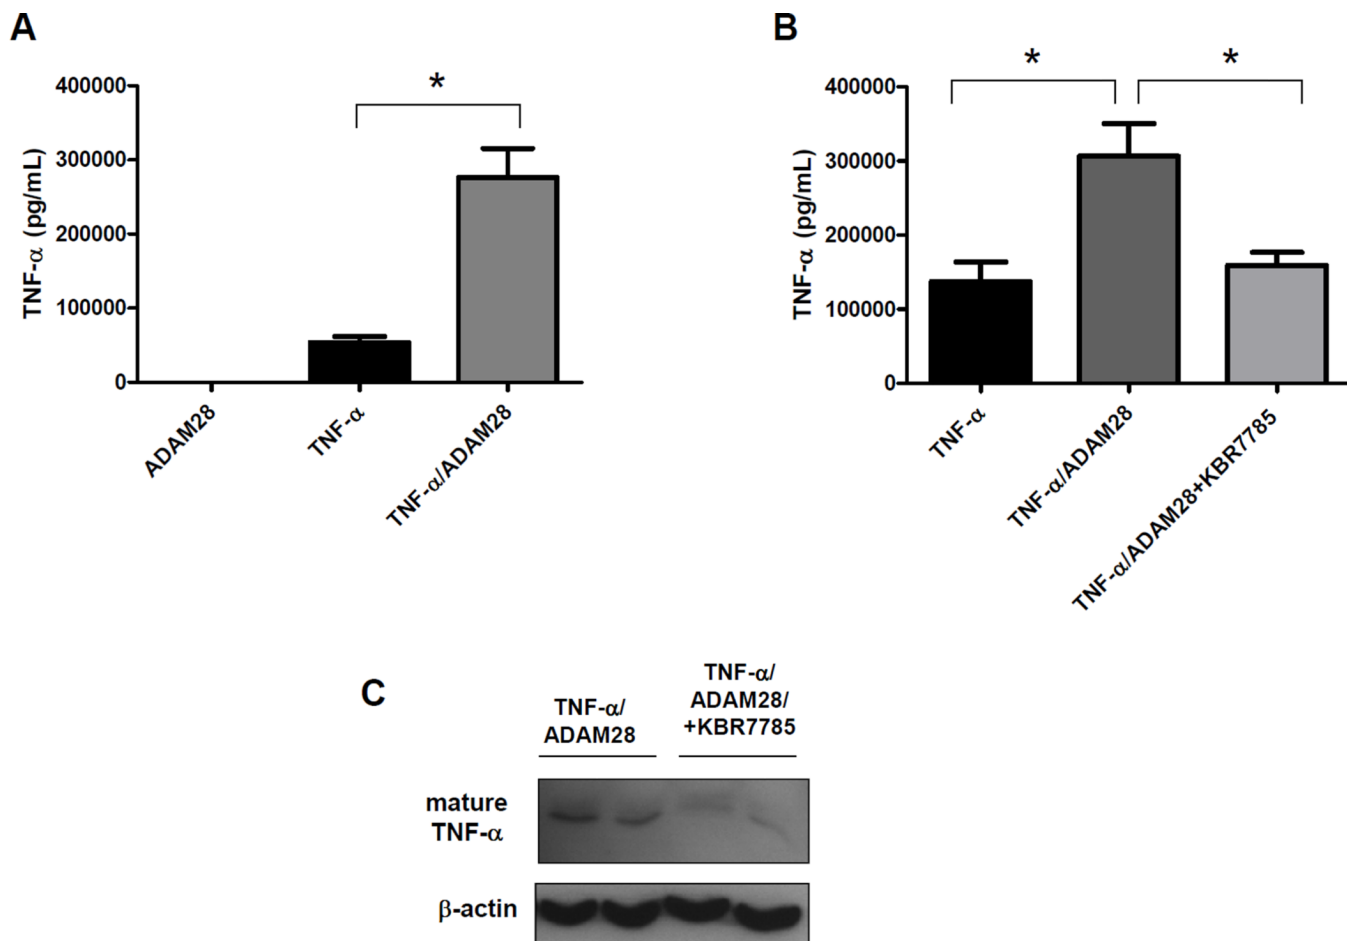 A
*
TNF-α (pg/mL)
400000
300000
200000
100000
0
ADAM28
TNF-α
TNF-α/ADAM28
B
*
*
TNF-α (pg/mL)
400000
300000
200000
100000
0
TNF-α
TNF-α/ADAM28
TNF-α/ADAM28+KBR7785
C
TNF-α/
ADAM28
TNF-α/
ADAM28/
+KBR7785
mature
TNF-α
β-actin